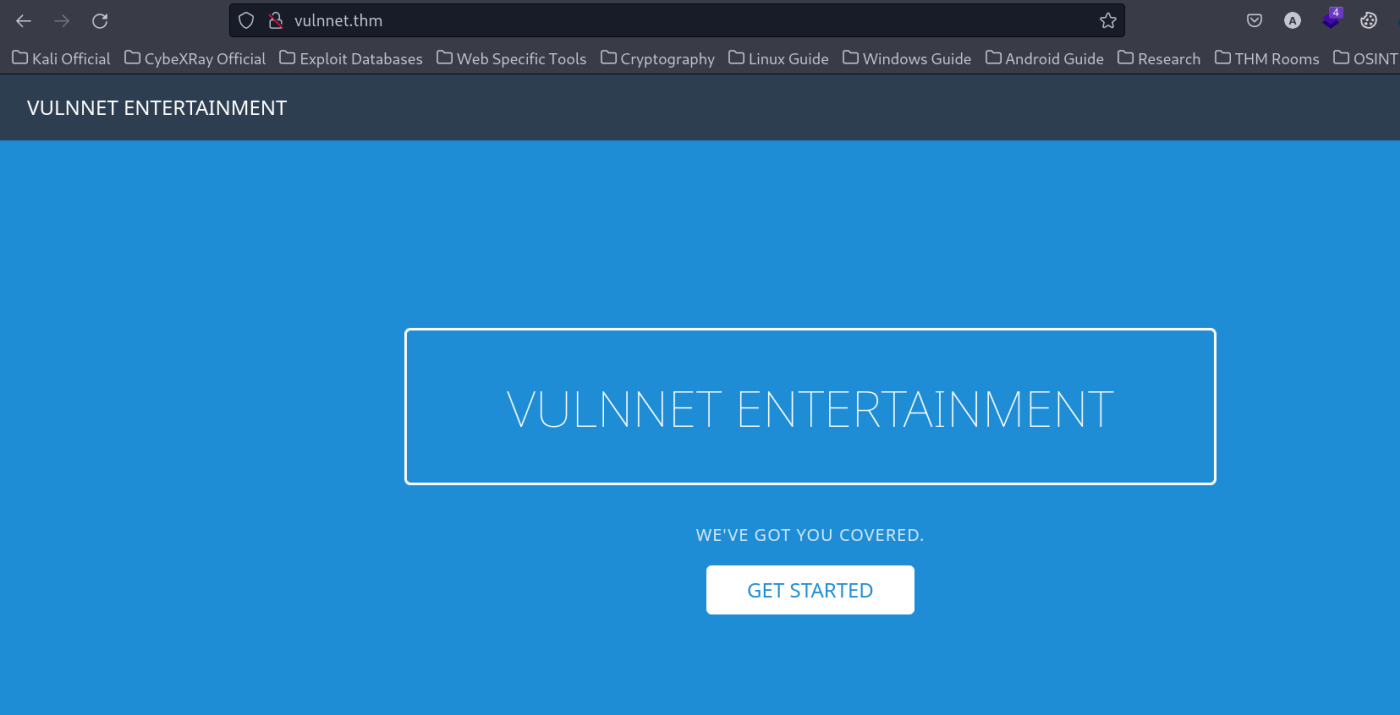 vulnnet.thm
A
4
Kali Official CybeXRay Official Exploit Databases Web Specific Tools Cryptography Linux Guide Windows Guide Android Guide Research THM Rooms OSINT
VULNNET ENTERTAINMENT
VULNNET ENTERTAINMENT
WE'VE GOT YOU COVERED.
GET STARTED